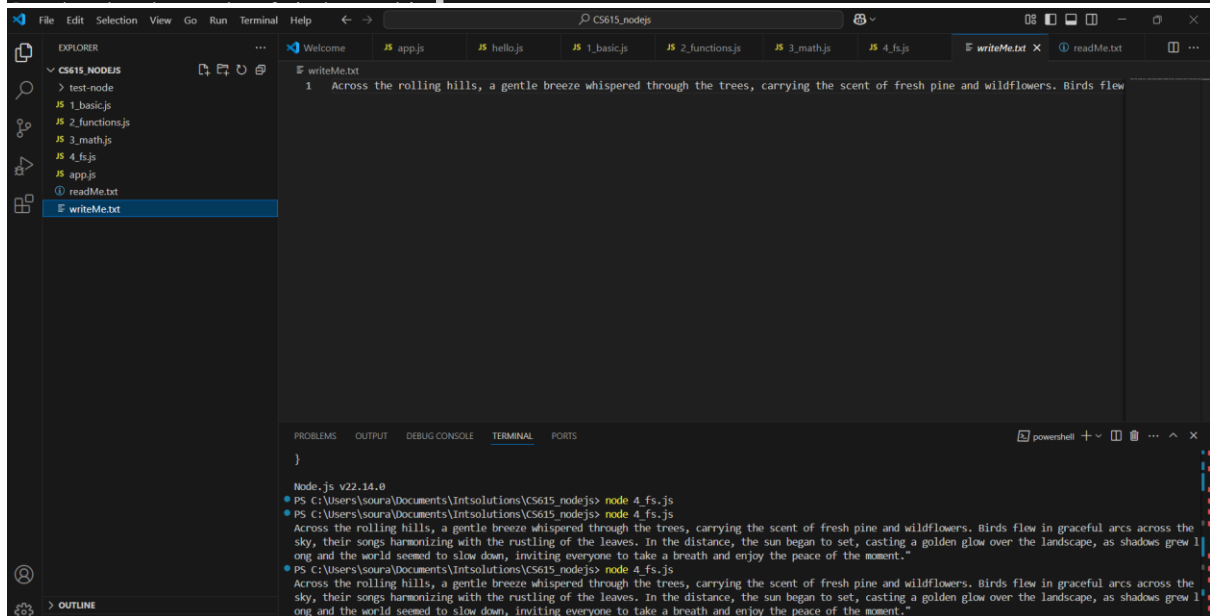 File Edit Selection View Go Run Terminal Help ← → CS615_nodejs
EXPLORER ...
Welcome JS app.js JS hello.js JS 1_basic.js JS 2_functions.js JS 3_math.js JS 4_fs.js writeMe.txt × readMe.txt ...
CS615_NODEJS
writeMe.txt
> test-node
1 Across the rolling hills, a gentle breeze whispered through the trees, carrying the scent of fresh pine and wildflowers. Birds flew
JS 1_basic.js
JS 2_functions.js
JS 3_math.js
JS 4_fs.js
JS app.js
readMe.txt
writeMe.txt
PROBLEMS OUTPUT DEBUG CONSOLE TERMINAL PORTS powershell
}
Node.js v22.14.0
PS C:\Users\soura\Documents\Intsolutions\CS615_nodejs> node 4_fs.js
PS C:\Users\soura\Documents\Intsolutions\CS615_nodejs> node 4_fs.js
Across the rolling hills, a gentle breeze whispered through the trees, carrying the scent of fresh pine and wildflowers. Birds flew in graceful arcs across the
sky, their songs harmonizing with the rustling of the leaves. In the distance, the sun began to set, casting a golden glow over the landscape, as shadows grew l
ong and the world seemed to slow down, inviting everyone to take a breath and enjoy the peace of the moment."
PS C:\Users\soura\Documents\Intsolutions\CS615_nodejs> node 4_fs.js
Across the rolling hills, a gentle breeze whispered through the trees, carrying the scent of fresh pine and wildflowers. Birds flew in graceful arcs across the
sky, their songs harmonizing with the rustling of the leaves. In the distance, the sun began to set, casting a golden glow over the landscape, as shadows grew l
ong and the world seemed to slow down, inviting everyone to take a breath and enjoy the peace of the moment."
> OUTLINE